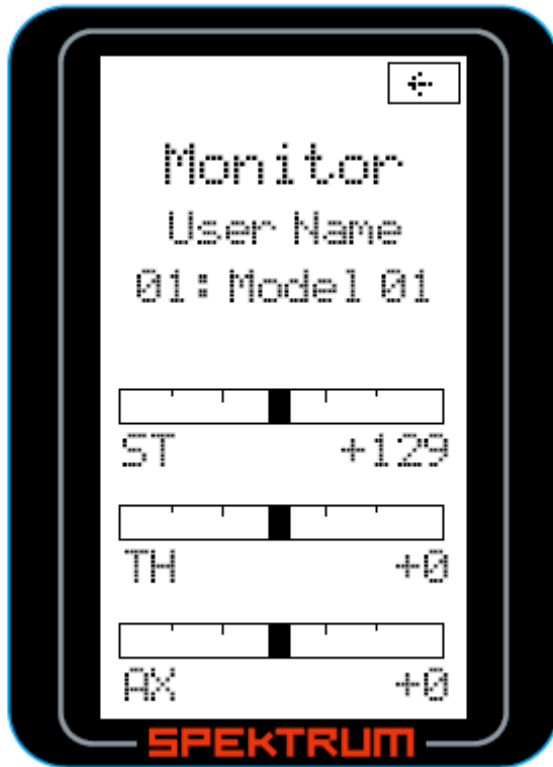 Monitor
User Name
01: Model 01
ST +129
TH +0
AX +0
SPEKTRUM